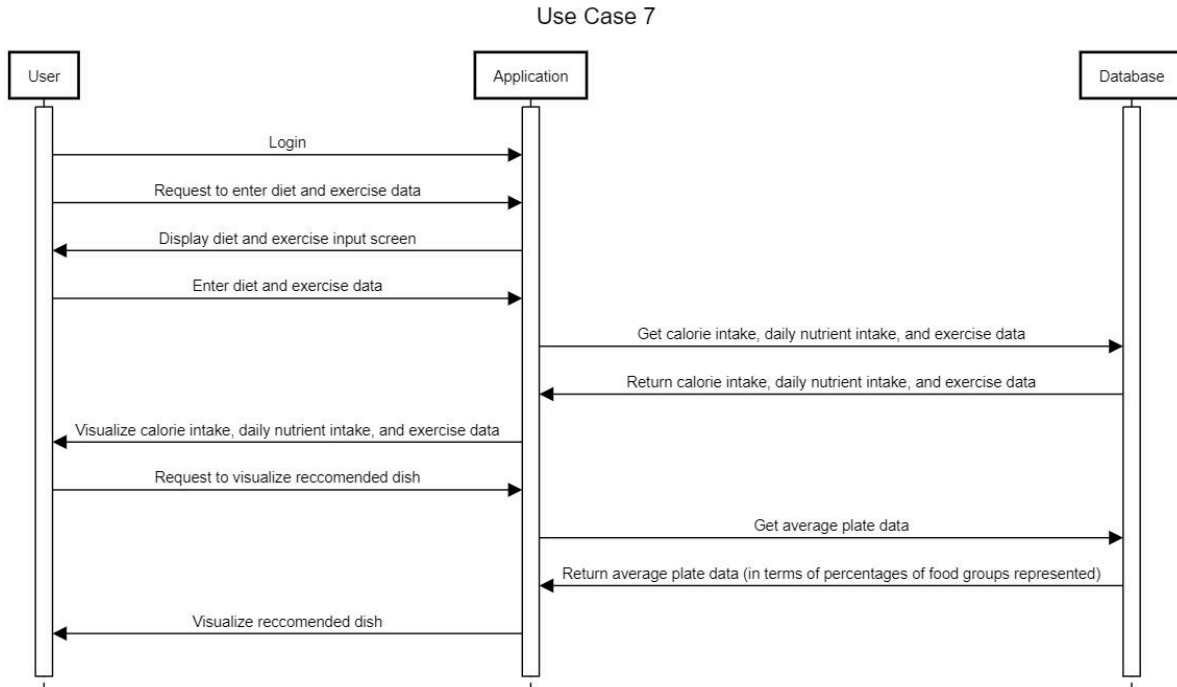 Use Case 7
User
Application
Database
Login
Request to enter diet and exercise data
Display diet and exercise input screen
Enter diet and exercise data
Get calorie intake, daily nutrient intake, and exercise data
Return calorie intake, daily nutrient intake, and exercise data
Visualize calorie intake, daily nutrient intake, and exercise data
Request to visualize reccomended dish
Get average plate data
Return average plate data (in terms of percentages of food groups represented)
Visualize reccomended dish